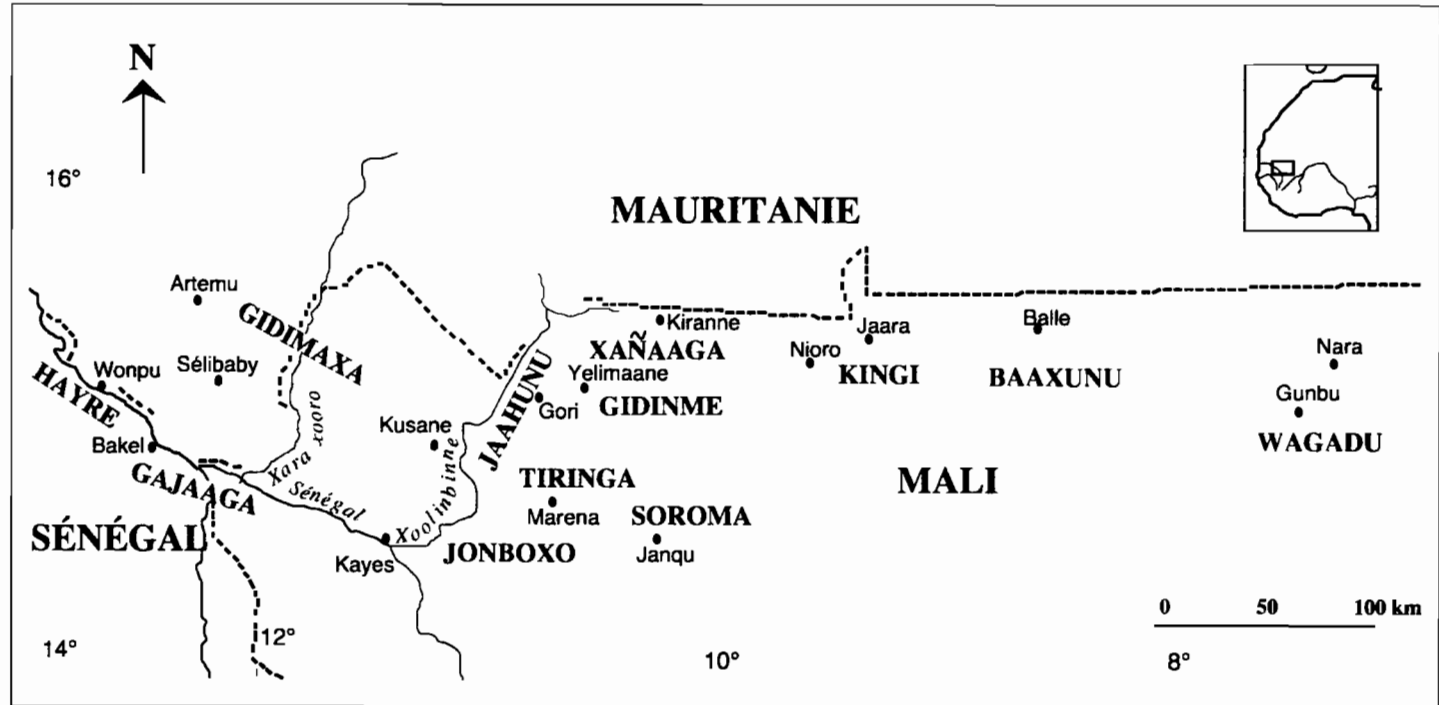 N
16°
MAURITANIE
Artemu
GIDIMAXA
Kiranne
Jaara
Balle
XAÑAAGA
Nioro
Nara
Wonpu
Sélibaby
Yelimaane
KINGI
BAAXUNU
HAYRE
JAAHUNU
Gori
GIDINME
Gunbu
Xara xooro
Kusane
WAGADU
Bakel
GAJAAGA
Sénégal
Xoolinbinne
TIRINGA
MALI
Marena
SOROMA
SÉNÉGAL
Kayes
JONBOXO
Janqu
0 50 100 km
14°
12°
10°
8°